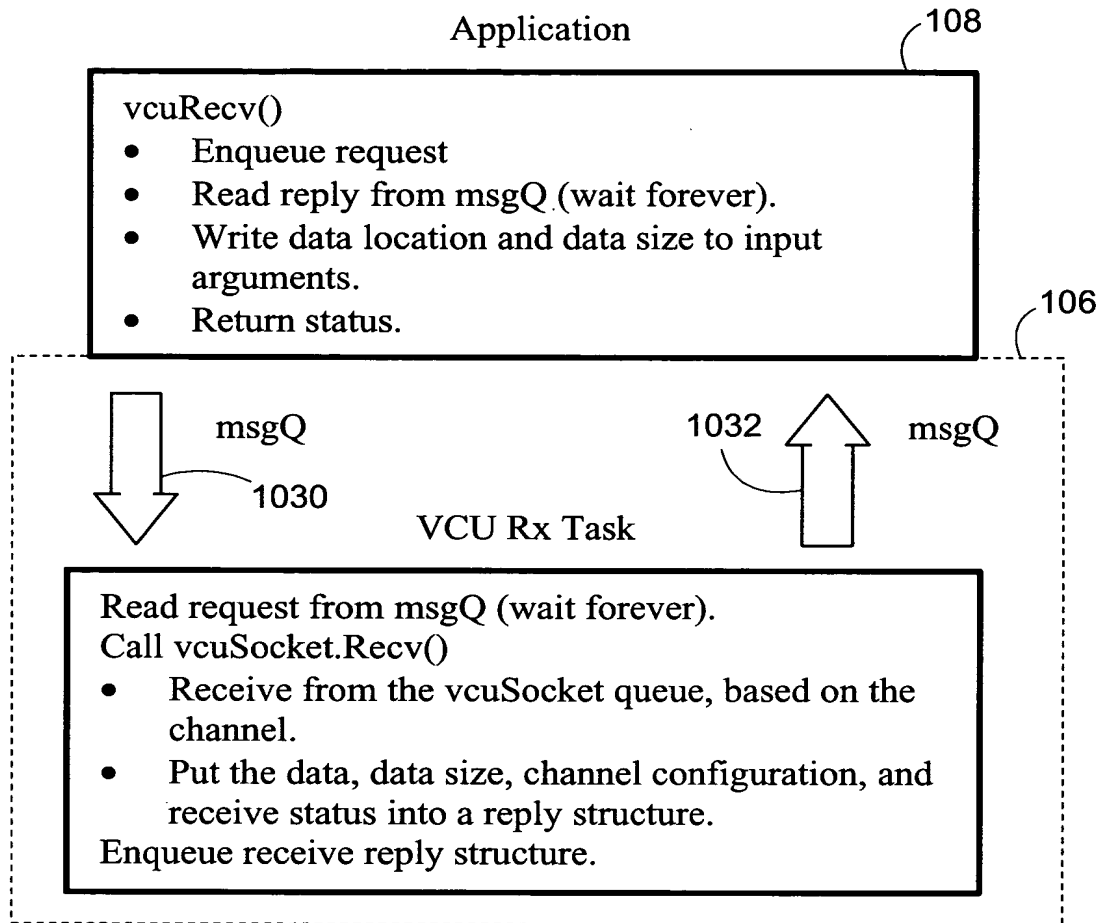 Application
108
vcuRecv()
• Enqueue request
• Read reply from msgQ (wait forever).
• Write data location and data size to input
arguments.
• Return status.
106
msgQ
1030
1032
msgQ
VCU Rx Task
Read request from msgQ (wait forever).
Call vcuSocket.Recv()
• Receive from the vcuSocket queue, based on the
channel.
• Put the data, data size, channel configuration, and
receive status into a reply structure.
Enqueue receive reply structure.